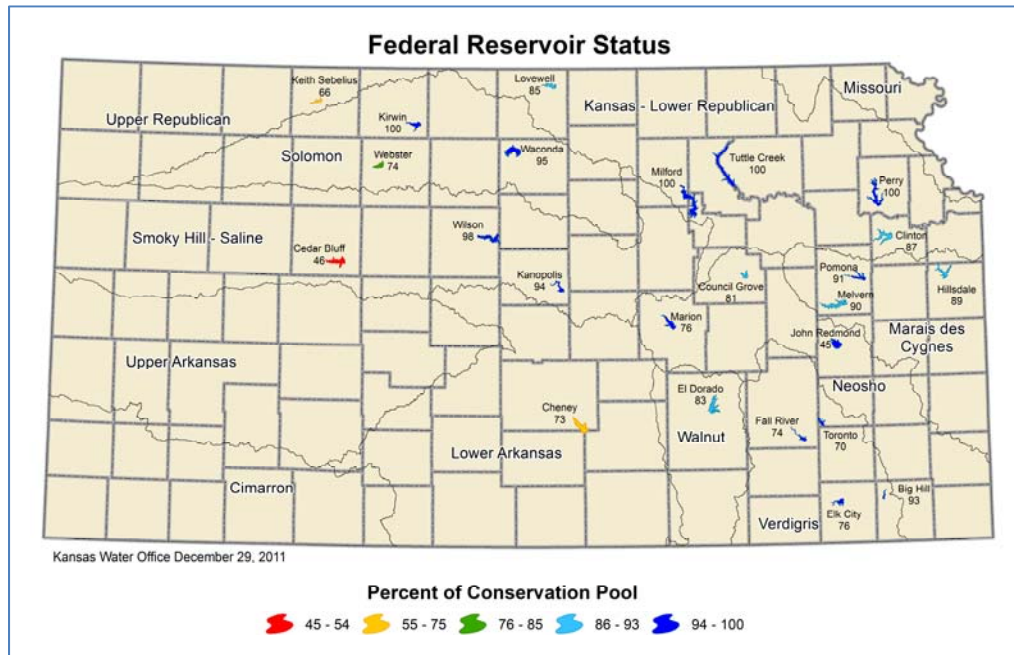 Federal Reservoir Status
Keith Sebelius
66
Lovewell
85
Missouri
Upper Republican
Kirwin
100
Kansas - Lower Republican
Solomon
Webster
74
Waconda
95
Milford
100
Tuttle Creek
100
Perry
100
Smoky Hill - Saline
Wilson
98
Cedar Bluff
46
Clinton
87
Kanopolis
94
Council Grove
81
Pomona
91
Melvern
90
Hillsdale
89
Marion
76
John Redmond
45
Marais des
Cygnes
Upper Arkansas
Neosho
El Dorado
83
Cheney
73
Fall River
74
Walnut
Toronto
70
Lower Arkansas
Cimarron
Big Hill
93
Elk City
76
Verdigris
Kansas Water Office December 29, 2011
Percent of Conservation Pool
45 - 54
55 - 75
76 - 85
86 - 93
94 - 100